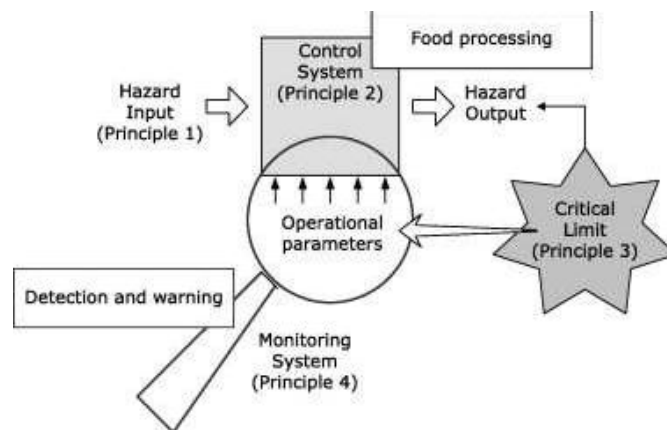 Food processing
Control
System
(Principle 2)
Hazard
Input
(Principle 1)
Hazard
Output
Operational
parameters
Critical
Limit
(Principle 3)
Detection and warning
Monitoring
System
(Principle 4)